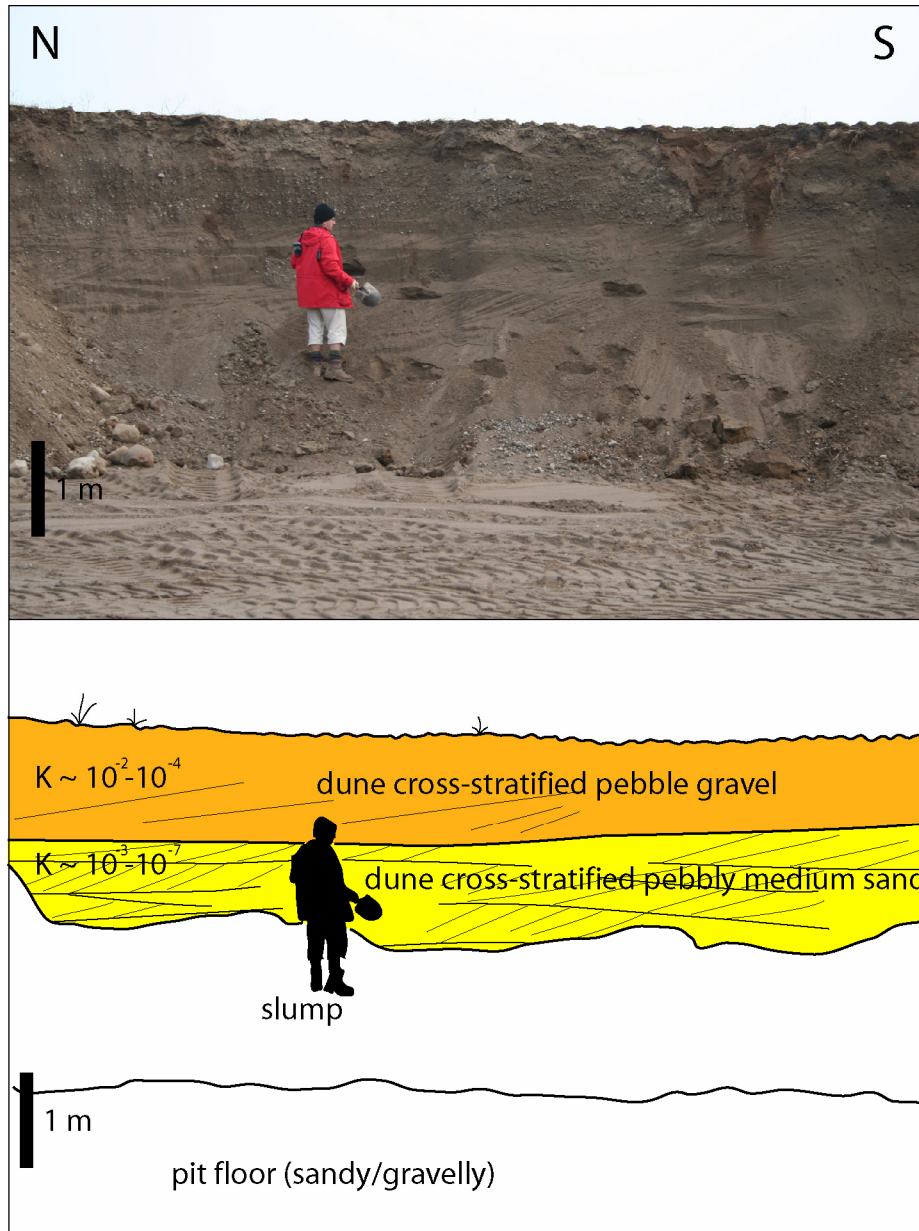 N
S
1 m
K ~ 10⁻²-10⁻⁴
dune cross-stratified pebble gravel
K ~ 10⁻³-10⁻⁷
dune cross-stratified pebbly medium sand
slump
1 m
pit floor (sandy/gravelly)